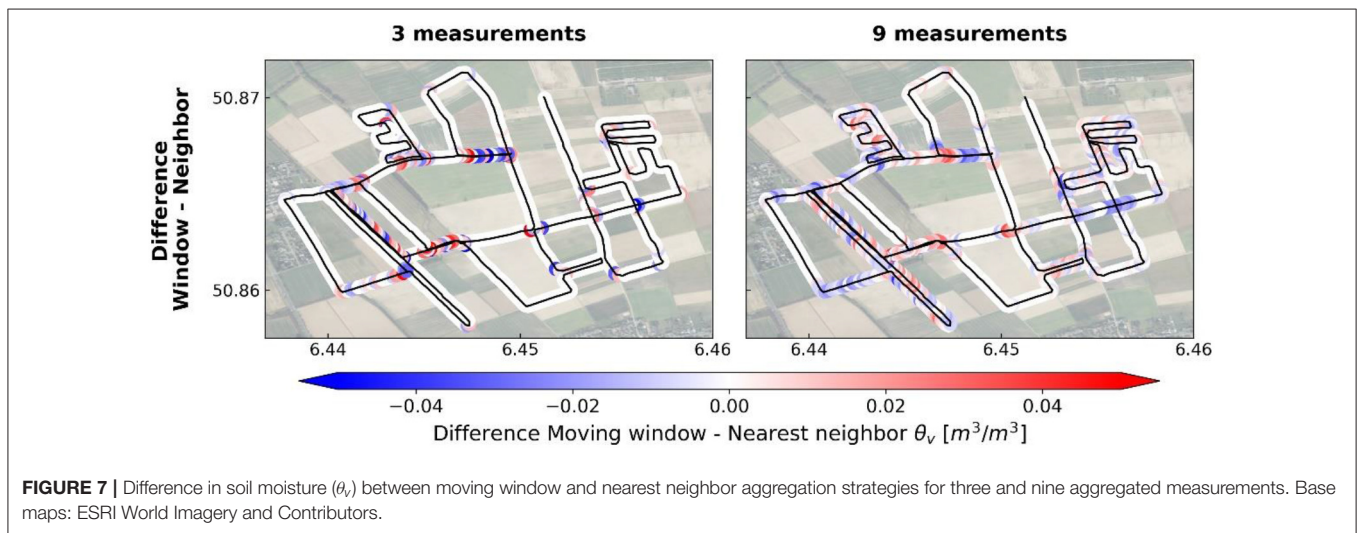 3 measurements
9 measurements
Difference
Window - Neighbor
50.87
50.86
6.44
6.45
6.46
6.44
6.45
6.46
−0.04
−0.02
0.00
0.02
0.04
Difference Moving window - Nearest neighbor θᵥ [m³/m³]
FIGURE 7 | Difference in soil moisture (θᵥ) between moving window and nearest neighbor aggregation strategies for three and nine aggregated measurements. Base
maps: ESRI World Imagery and Contributors.